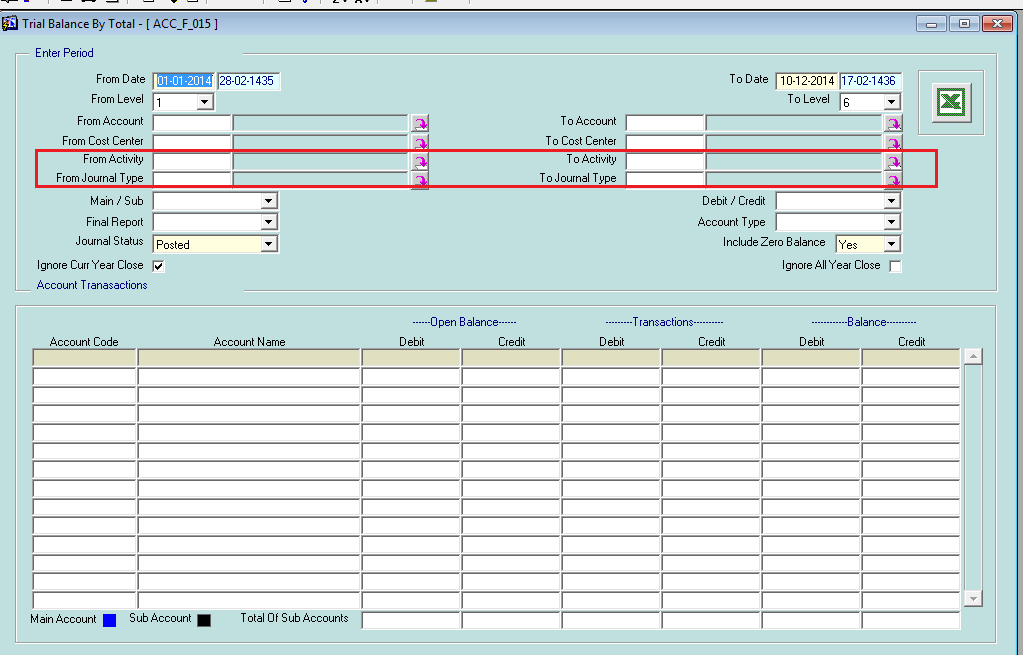 Trial Balance By Total - [ ACC_F_015 ]
Enter Period
From Date 01-01-2014 28-02-1435 To Date 10-12-2014 17-02-1436
From Level 1 To Level 6
From Account To Account
From Cost Center To Cost Center
From Activity To Activity
From Journal Type To Journal Type
Main / Sub Debit / Credit
Final Report Account Type
Journal Status Posted Include Zero Balance Yes
Ignore Curr Year Close Ignore All Year Close
Account Tranasactions
------Open Balance------ ---------Transactions---------- ------------Balance----------
Account Code Account Name Debit Credit Debit Credit Debit Credit
Main Account Sub Account Total Of Sub Accounts